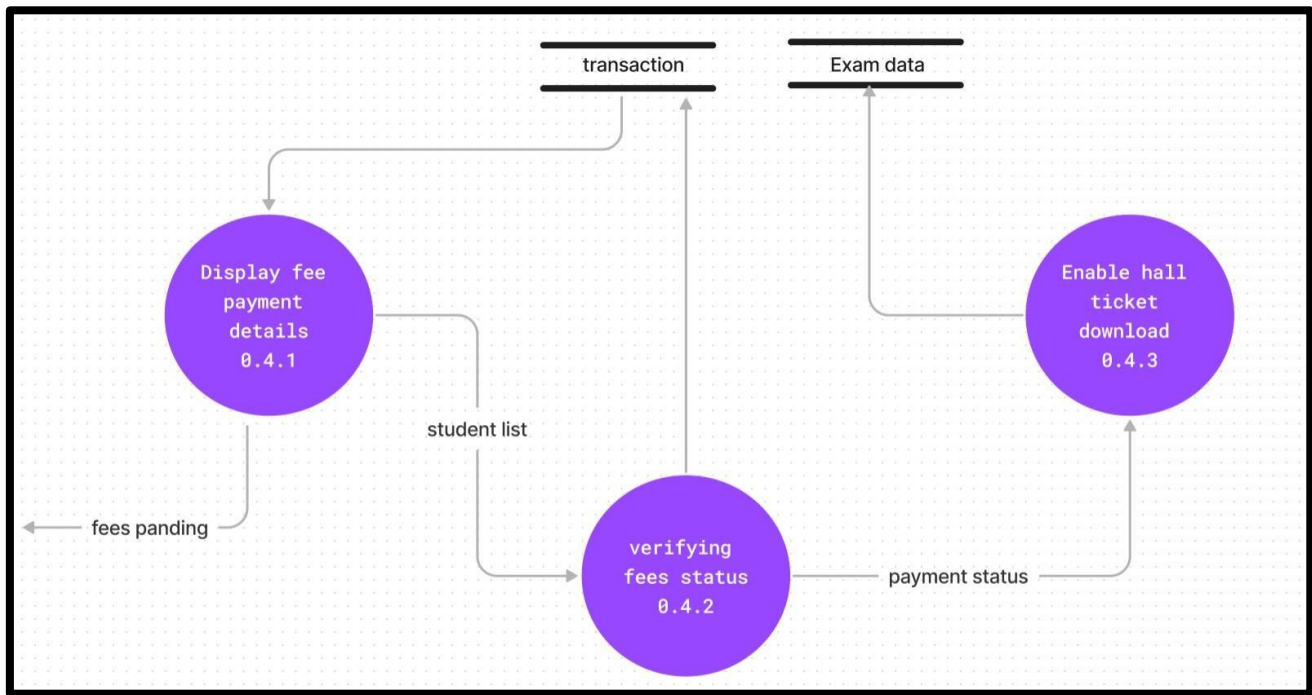 transaction
Exam data
Display fee
payment
details
0.4.1
Enable hall
ticket
download
0.4.3
student list
fees panding
verifying
fees status
0.4.2
payment status